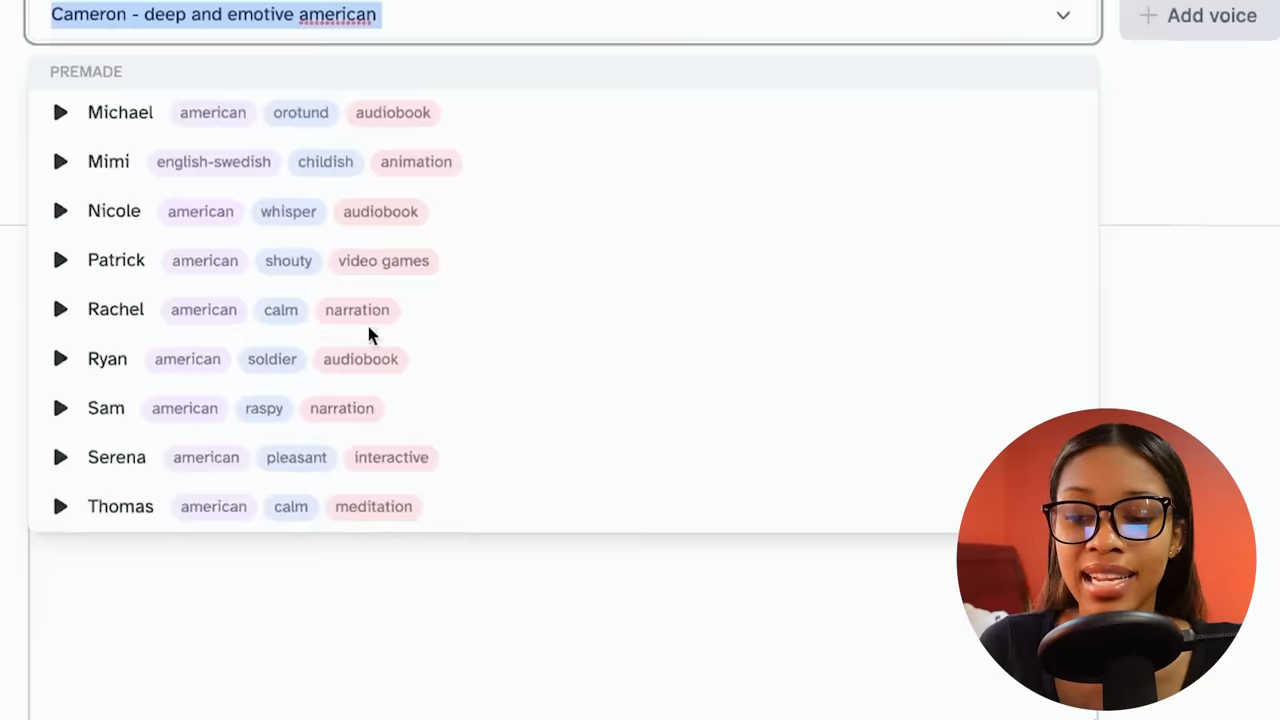 Cameron - deep and emotive american
Add voice
PREMADE
Michael american orotund audiobook
Mimi english-swedish childish animation
Nicole american whisper audiobook
Patrick american shouty video games
Rachel american calm narration
Ryan american soldier audiobook
Sam american raspy narration
Serena american pleasant interactive
Thomas american calm meditation